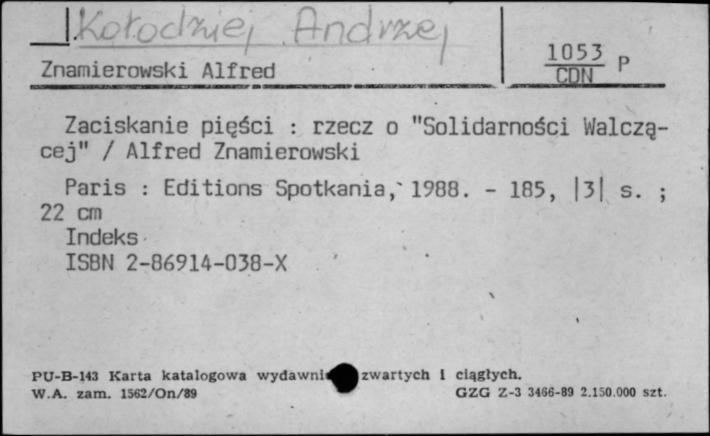 1. Kołodziej Andrzej
Znamierowski Alfred
1053 P
CDN
Zaciskanie pięści : rzecz o "Solidarności Walczą-
cej" / Alfred Znamierowski
Paris : Editions Spotkania, 1988. - 185, |3| s. ;
22 cm
Indeks
ISBN 2-86914-038-X
PU-B-143 Karta katalogowa zwartych i ciągłych.
W.A. zam. 1562/On/89
GZG Z-3 3466-89 2.150.000 szt.